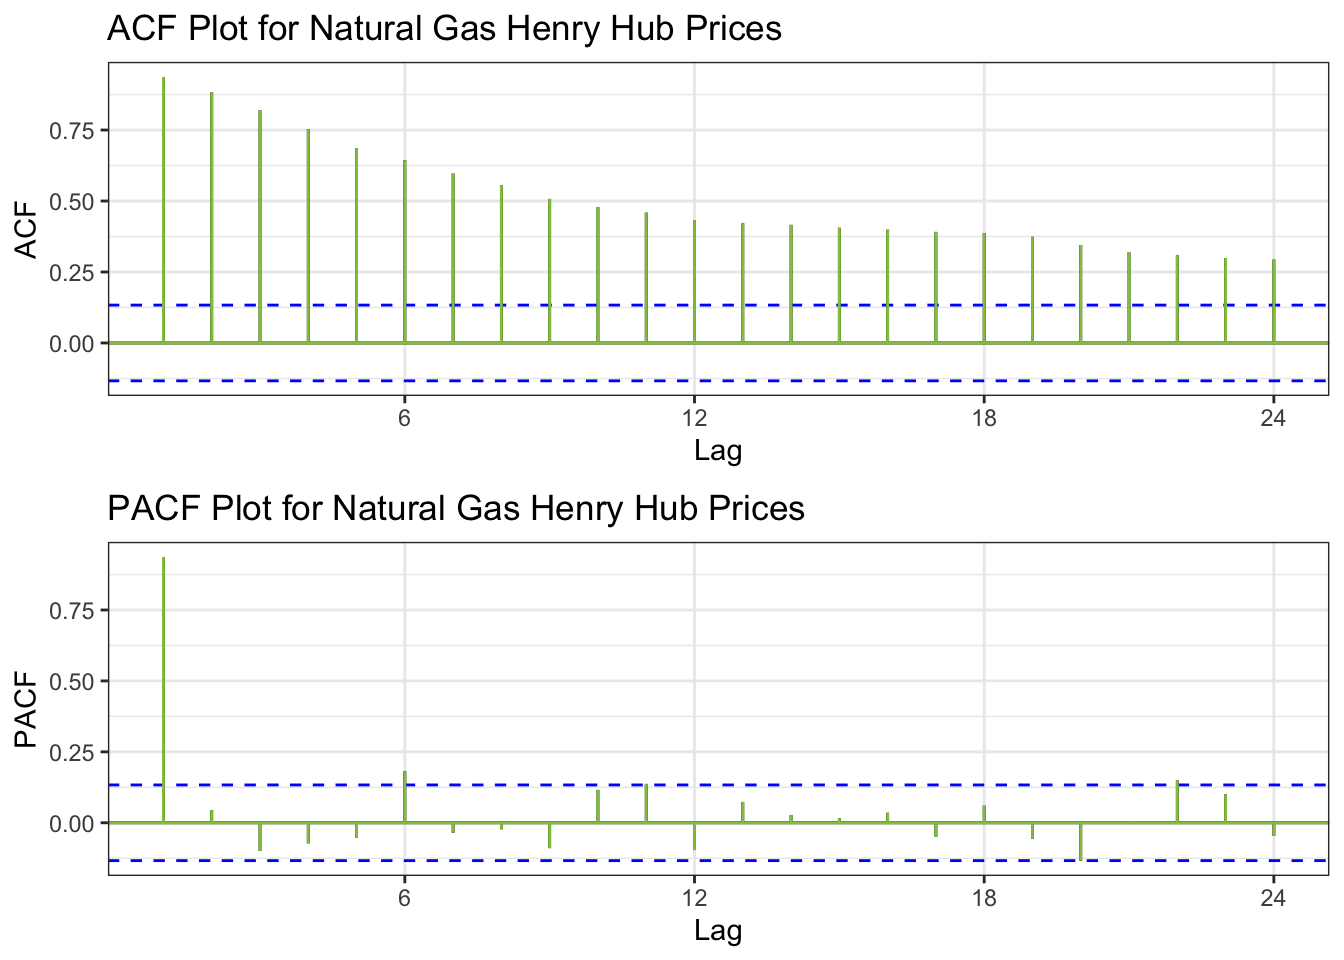 ACF Plot for Natural Gas Henry Hub Prices
0.75
0.50
0.25
0.00
ACF
6 12 18 24
Lag
PACF Plot for Natural Gas Henry Hub Prices
0.75
0.50
0.25
0.00
PACF
6 12 18 24
Lag